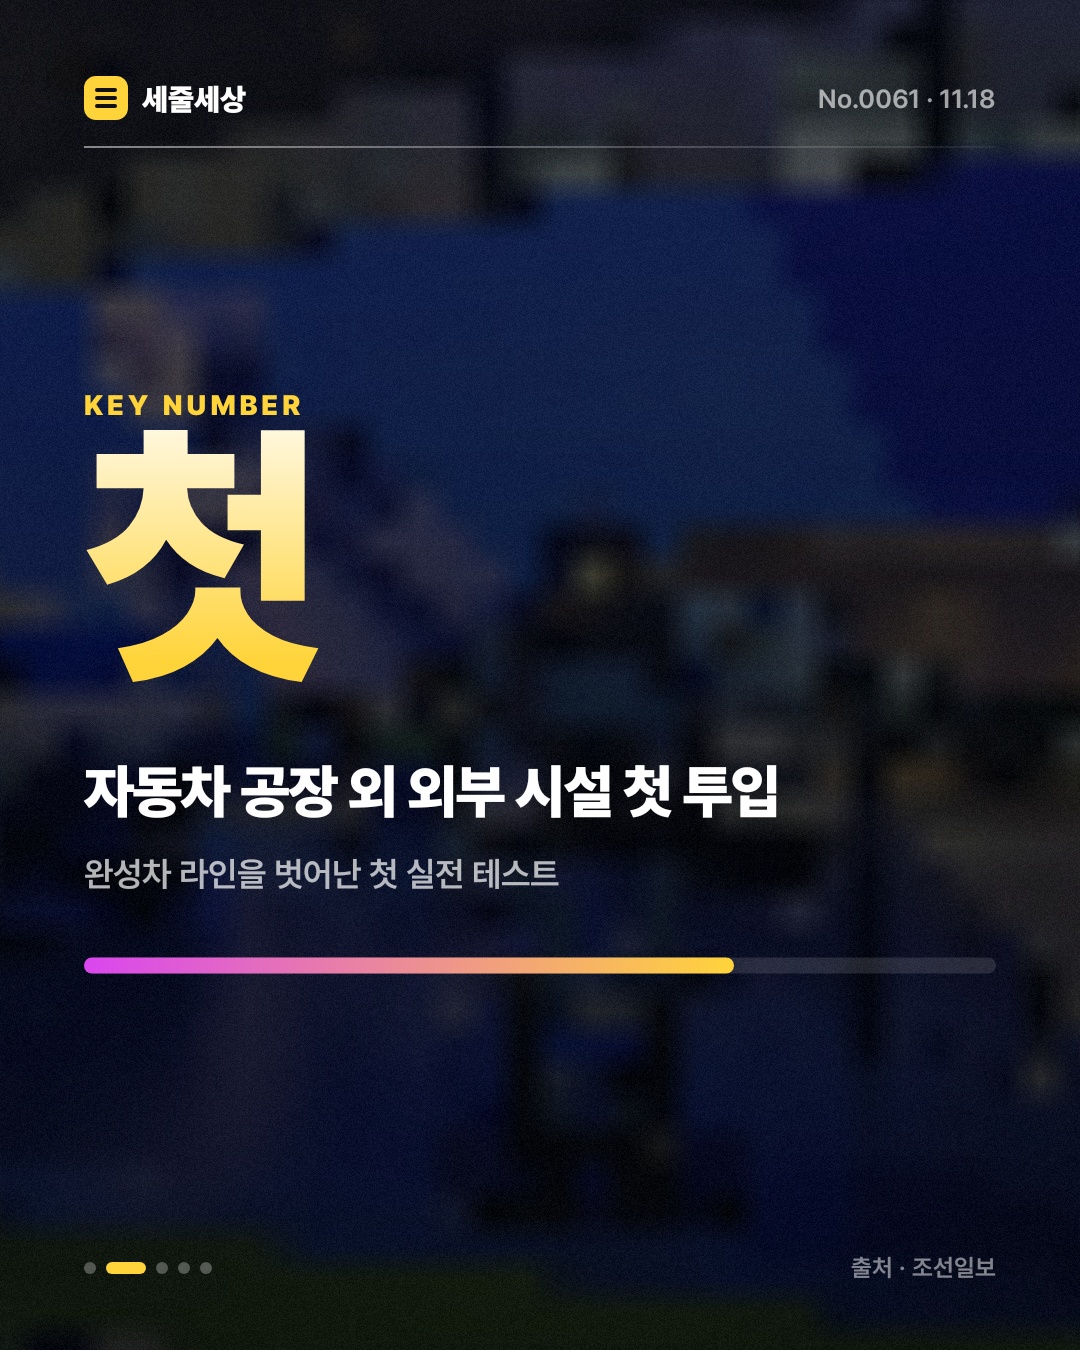 세줄세상
No.0061 · 11.18
KEY NUMBER
첫
자동차 공장 외 외부 시설 첫 투입
완성차 라인을 벗어난 첫 실전 테스트
출처 · 조선일보